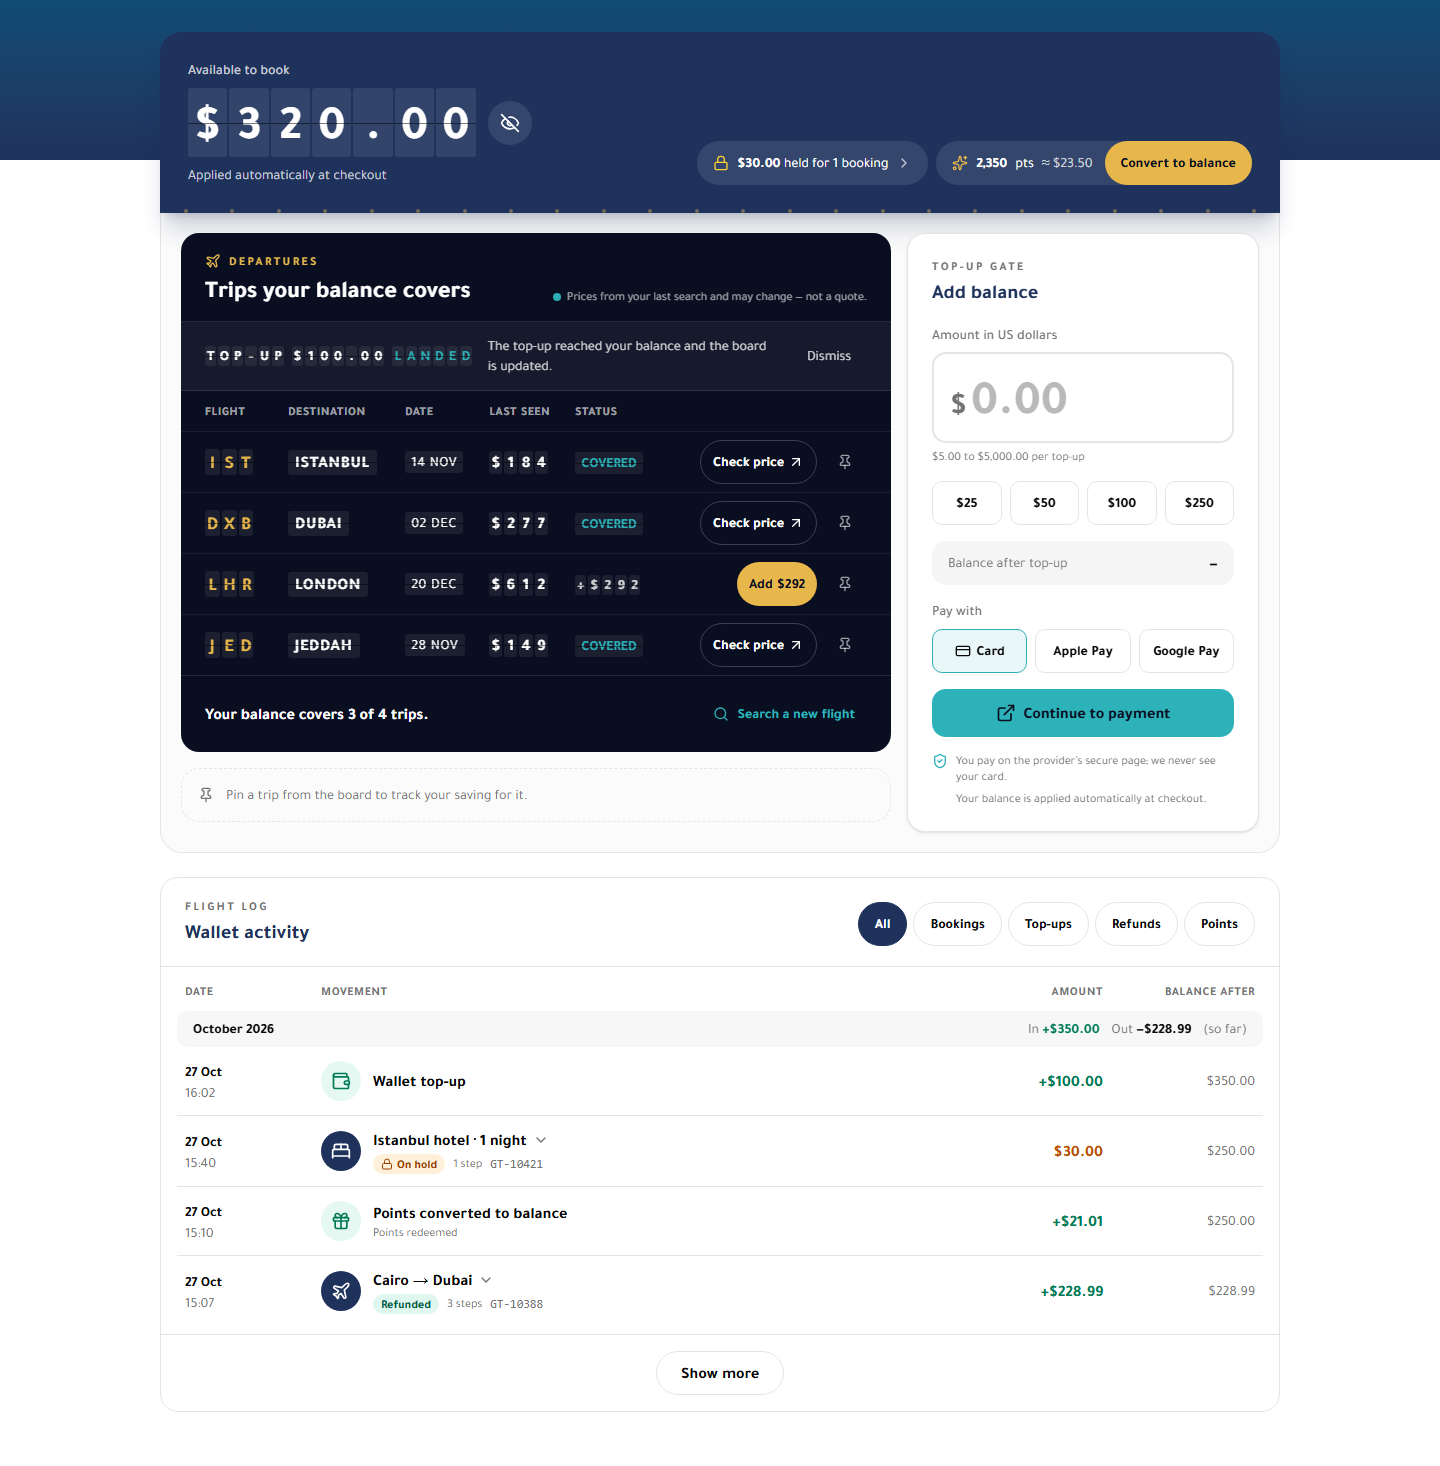 Available to book
$320.00
Applied automatically at checkout
$30.00 held for 1 booking
2,350 pts ≈ $23.50
Convert to balance
DEPARTURES
Trips your balance covers
Prices from your last search and may change – not a quote.
TOP-UP $100.00 LANDED
The top-up reached your balance and the board
is updated.
Dismiss
FLIGHT DESTINATION DATE LAST SEEN STATUS
IST ISTANBUL 14 NOV $184 COVERED Check price
DXB DUBAI 02 DEC $277 COVERED Check price
LHR LONDON 20 DEC $612 +$292 Add $292
JED JEDDAH 28 NOV $149 COVERED Check price
Your balance covers 3 of 4 trips.
Search a new flight
Pin a trip from the board to track your saving for it.
TOP-UP GATE
Add balance
Amount in US dollars
$ 0.00
$5.00 to $5,000.00 per top-up
$25 $50 $100 $250
Balance after top-up –
Pay with
Card Apple Pay Google Pay
Continue to payment
You pay on the provider's secure page; we never see
your card.
Your balance is applied automatically at checkout.
FLIGHT LOG
Wallet activity
All Bookings Top-ups Refunds Points
DATE MOVEMENT AMOUNT BALANCE AFTER
October 2026 In +$350.00 Out –$228.99 (so far)
27 Oct
16:02
Wallet top-up
+$100.00 $350.00
27 Oct
15:40
Istanbul hotel · 1 night
On hold 1 step GT-10421
$30.00 $250.00
27 Oct
15:10
Points converted to balance
Points redeemed
+$21.01 $250.00
27 Oct
15:07
Cairo → Dubai
Refunded 3 steps GT-10388
+$228.99 $228.99
Show more